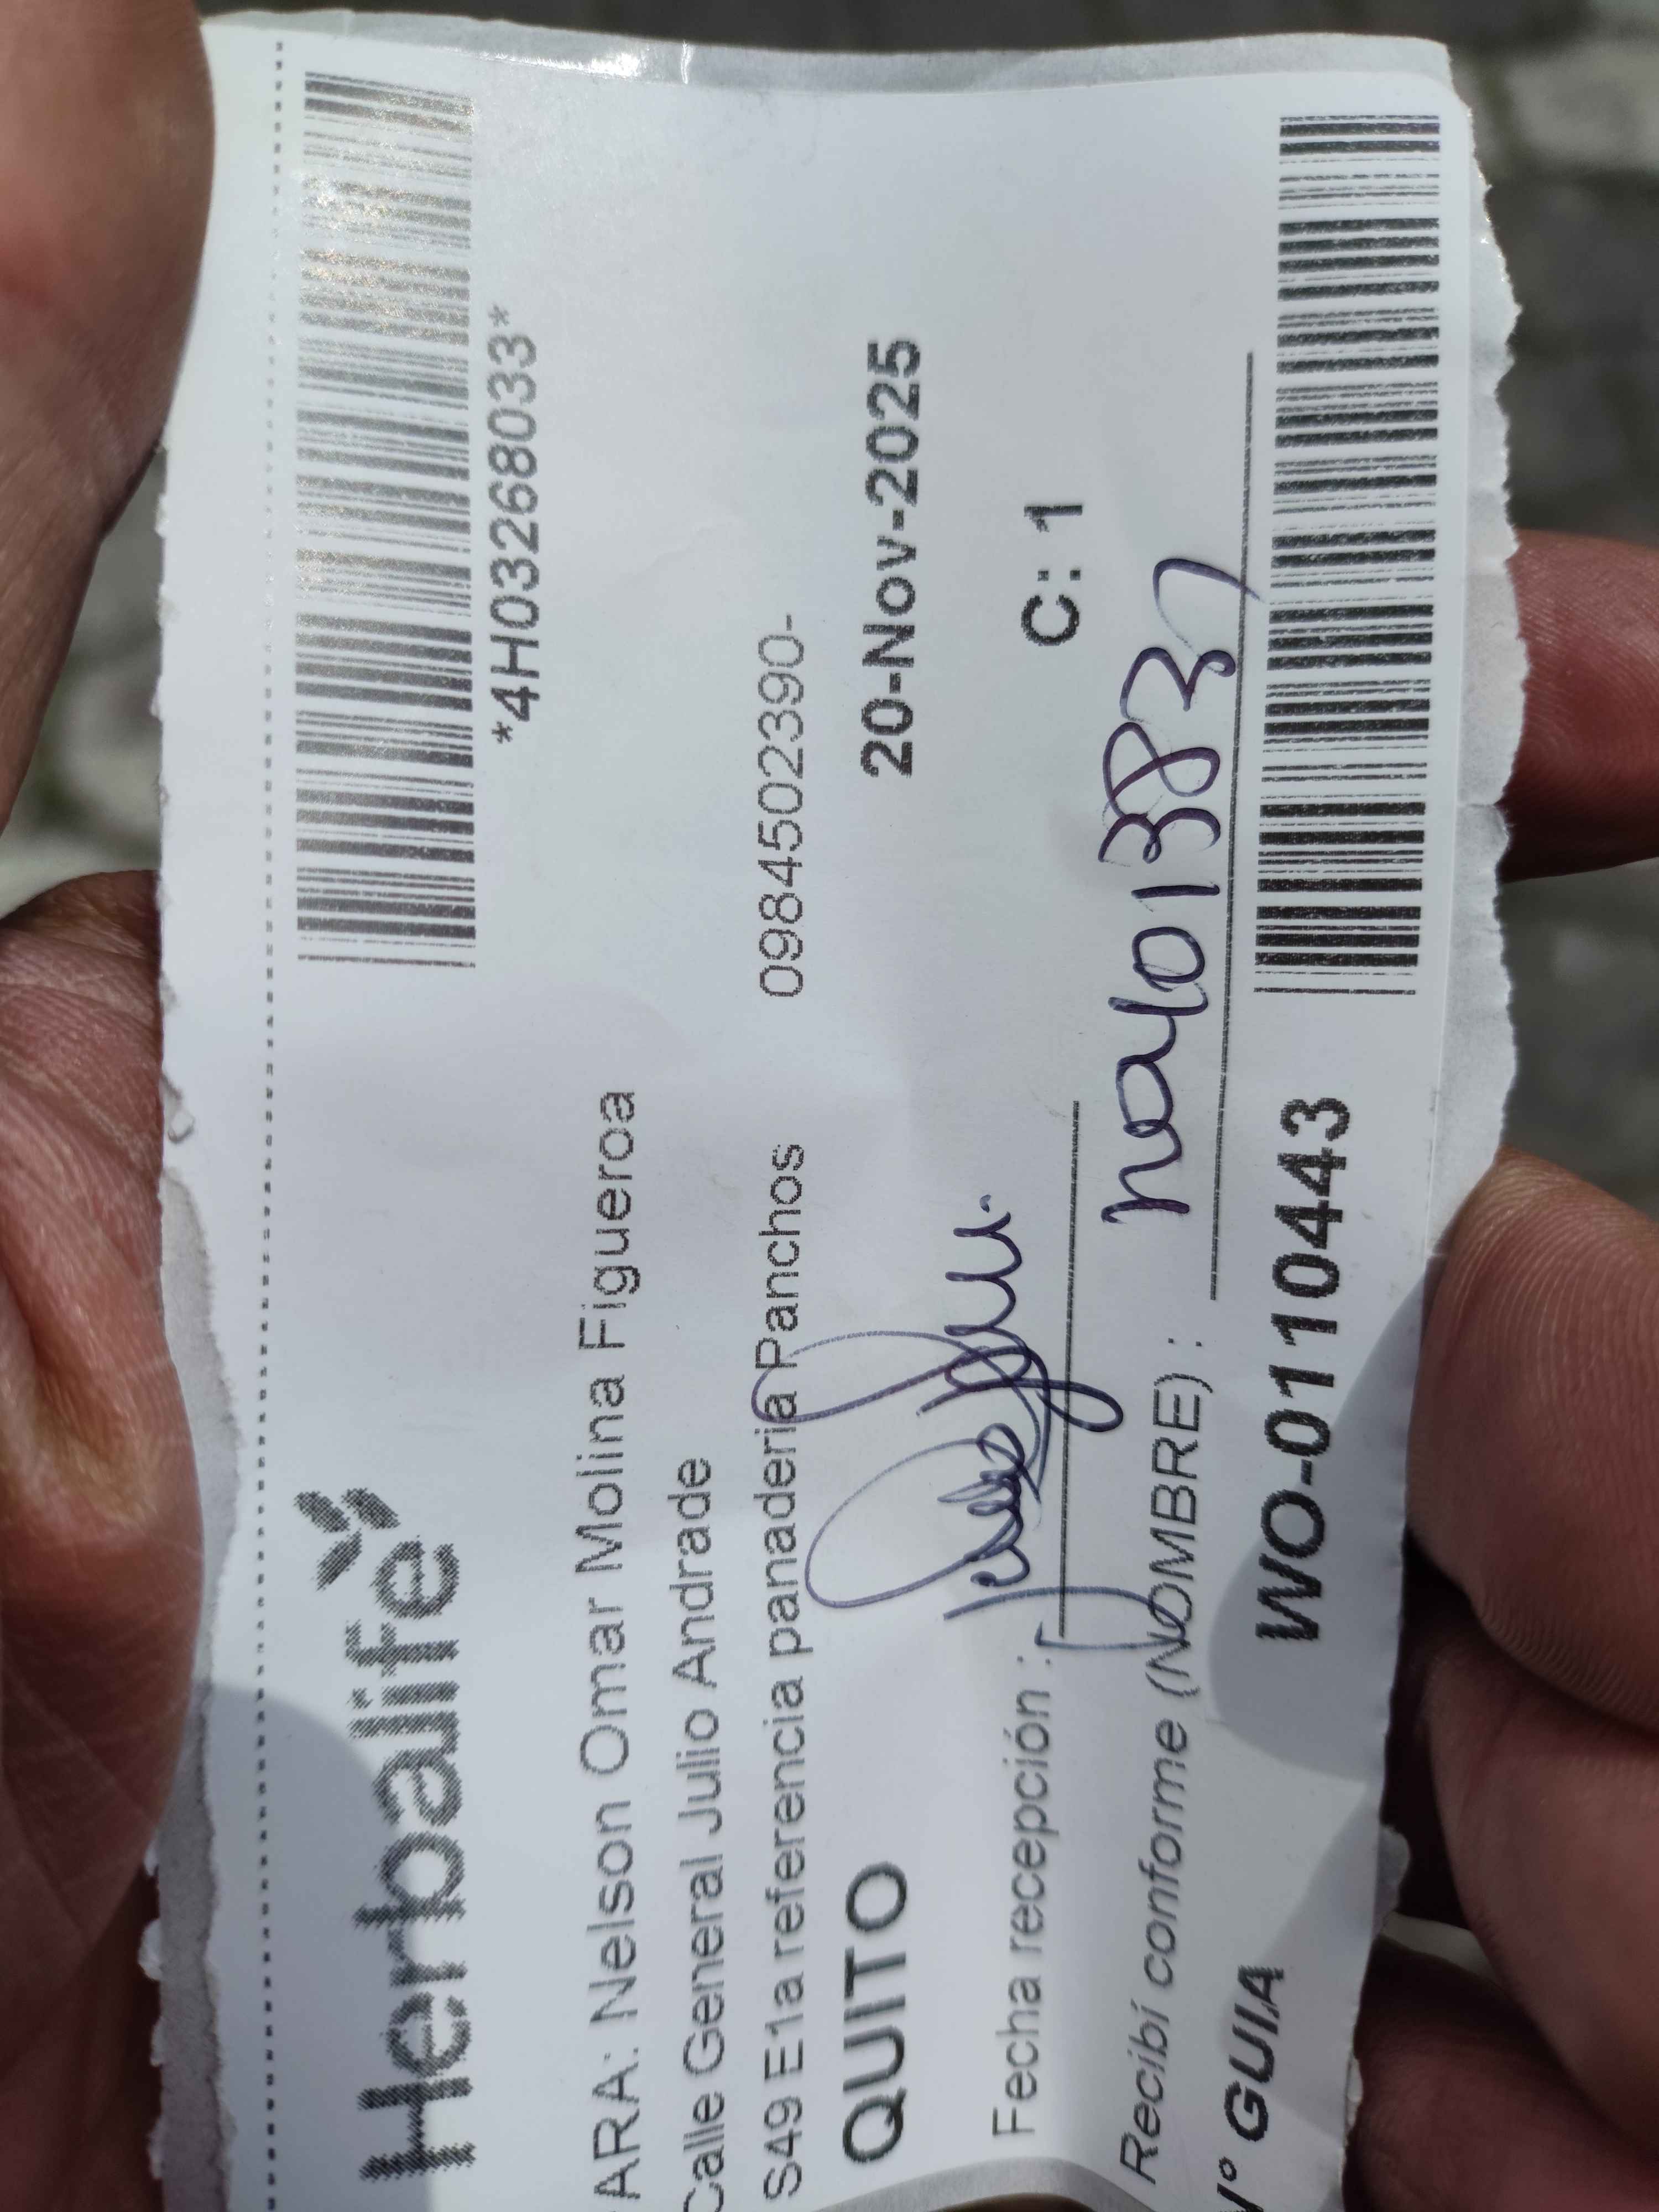 Herbalife
*4H03268033*
ARA: Nelson Omar Molina Figueroa
Calle General Julio Andrade
S49 E1a referencia panaderia Panchos 0984502390-
QUITO 20-Nov-2025
Fecha recepción :
C: 1
Recibí conforme (NOMBRE) :
N° GUIA WO-0110443